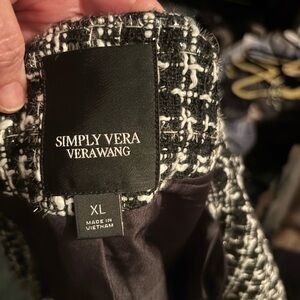 SIMPLY VERA
VERAWANG
XL
MADE IN
VIETNAM